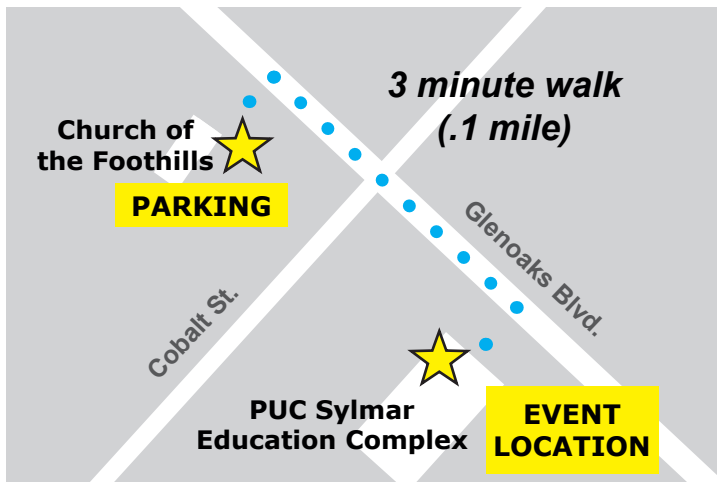 3 minute walk
(.1 mile)
Church of
the Foothills
PARKING
Glenoaks Blvd.
Cobalt St.
PUC Sylmar
Education Complex
EVENT
LOCATION